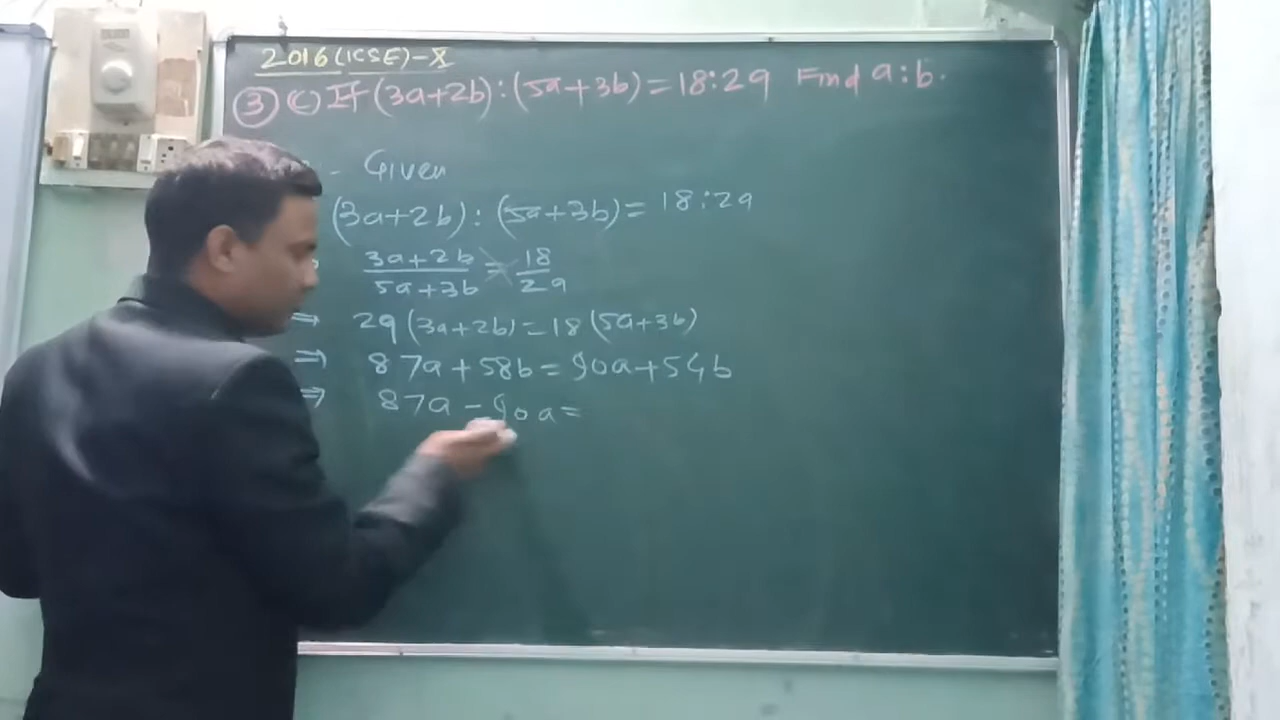 2016(ICSE)-X
③ (c) If (3a+2b):(5a+3b)=18:29 Find a:b.
- Given
(3a+2b):(5a+3b)=18:29
3a+2b/5a+3b = 18/29
⇒ 29(3a+2b)=18(5a+3b)
⇒ 87a+58b=90a+54b
⇒ 87a-90a=